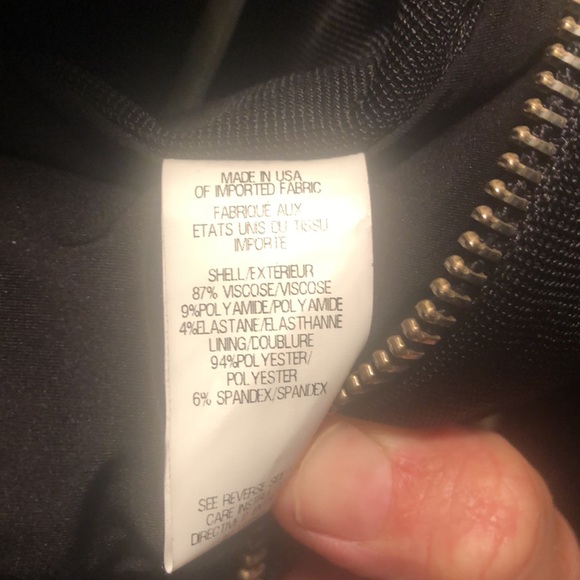 MADE IN USA
OF IMPORTED FABRIC
FABRIQUE AUX
ETATS UNIS OU TISSU
IMPORTE
SHELL/EXTERIEUR
87% VISCOSE/VISCOSE
9%POLYAMIDE/POLYAMIDE
4%ELASTANE/ELASTHANNE
LINING/DOUBLURE
94%POLYESTER/
POLYESTER
6% SPANDEX/SPANDEX
SEE REVERSE
CARE